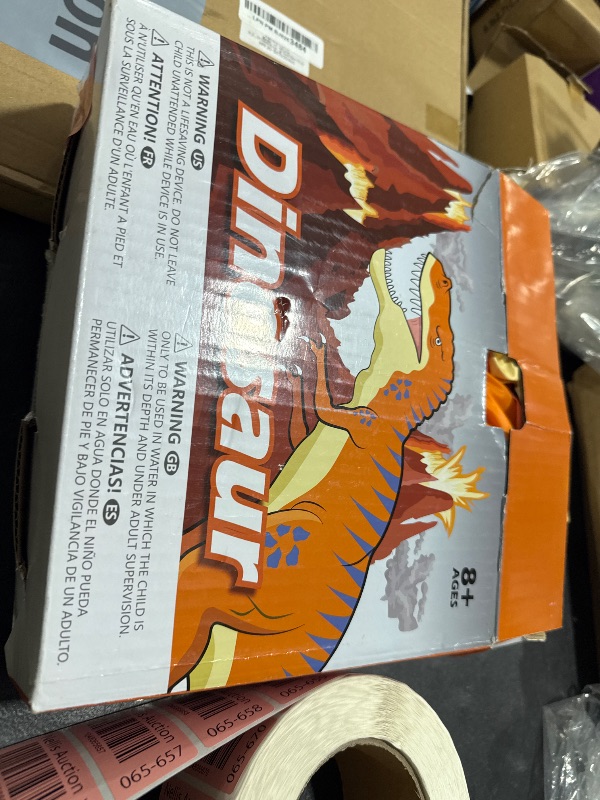 Dinosaur
8+
AGES
WARNING US
THIS IS NOT A LIFESAVING DEVICE. DO NOT LEAVE
CHILD UNATTENDED WHILE DEVICE IS IN USE.
ATTENTION! FR
A N'UTILISER QU'EN EAU OÙ L'ENFANT A PIED ET
SOUS LA SURVEILLANCE D'UN ADULTE.
WARNING GB
ONLY TO BE USED IN WATER IN WHICH THE CHILD IS
WITHIN ITS DEPTH AND UNDER ADULT SUPERVISION.
ADVERTENCIAS! ES
UTILIZAR SOLO EN AGUA DONDE EL NIÑO PUEDA
PERMANECER DE PIE Y BAJO VIGILANCIA DE UN ADULTO.
Auction
065-657
Auction
065-658